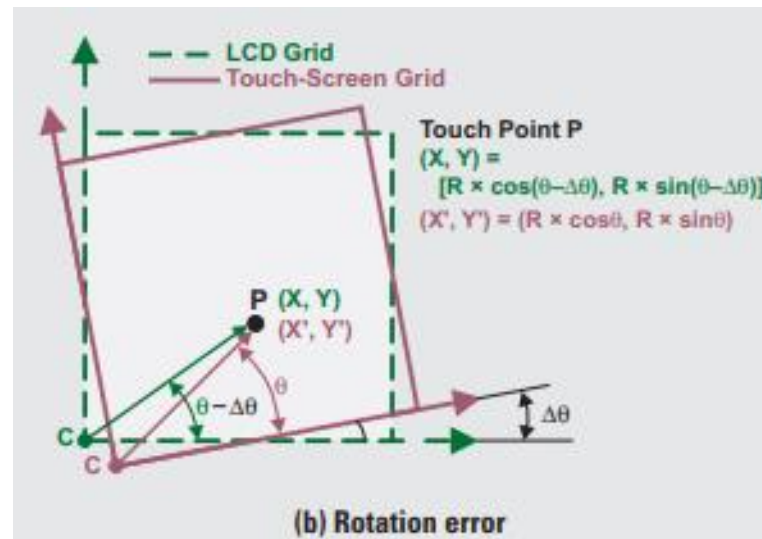 LCD Grid
Touch-Screen Grid
Touch Point P
(X, Y) =
[R × cos(θ–Δθ), R × sin(θ–Δθ)]
(X', Y') = (R × cosθ, R × sinθ)
P (X, Y)
(X', Y')
θ
θ–Δθ
Δθ
C
C
(b) Rotation error